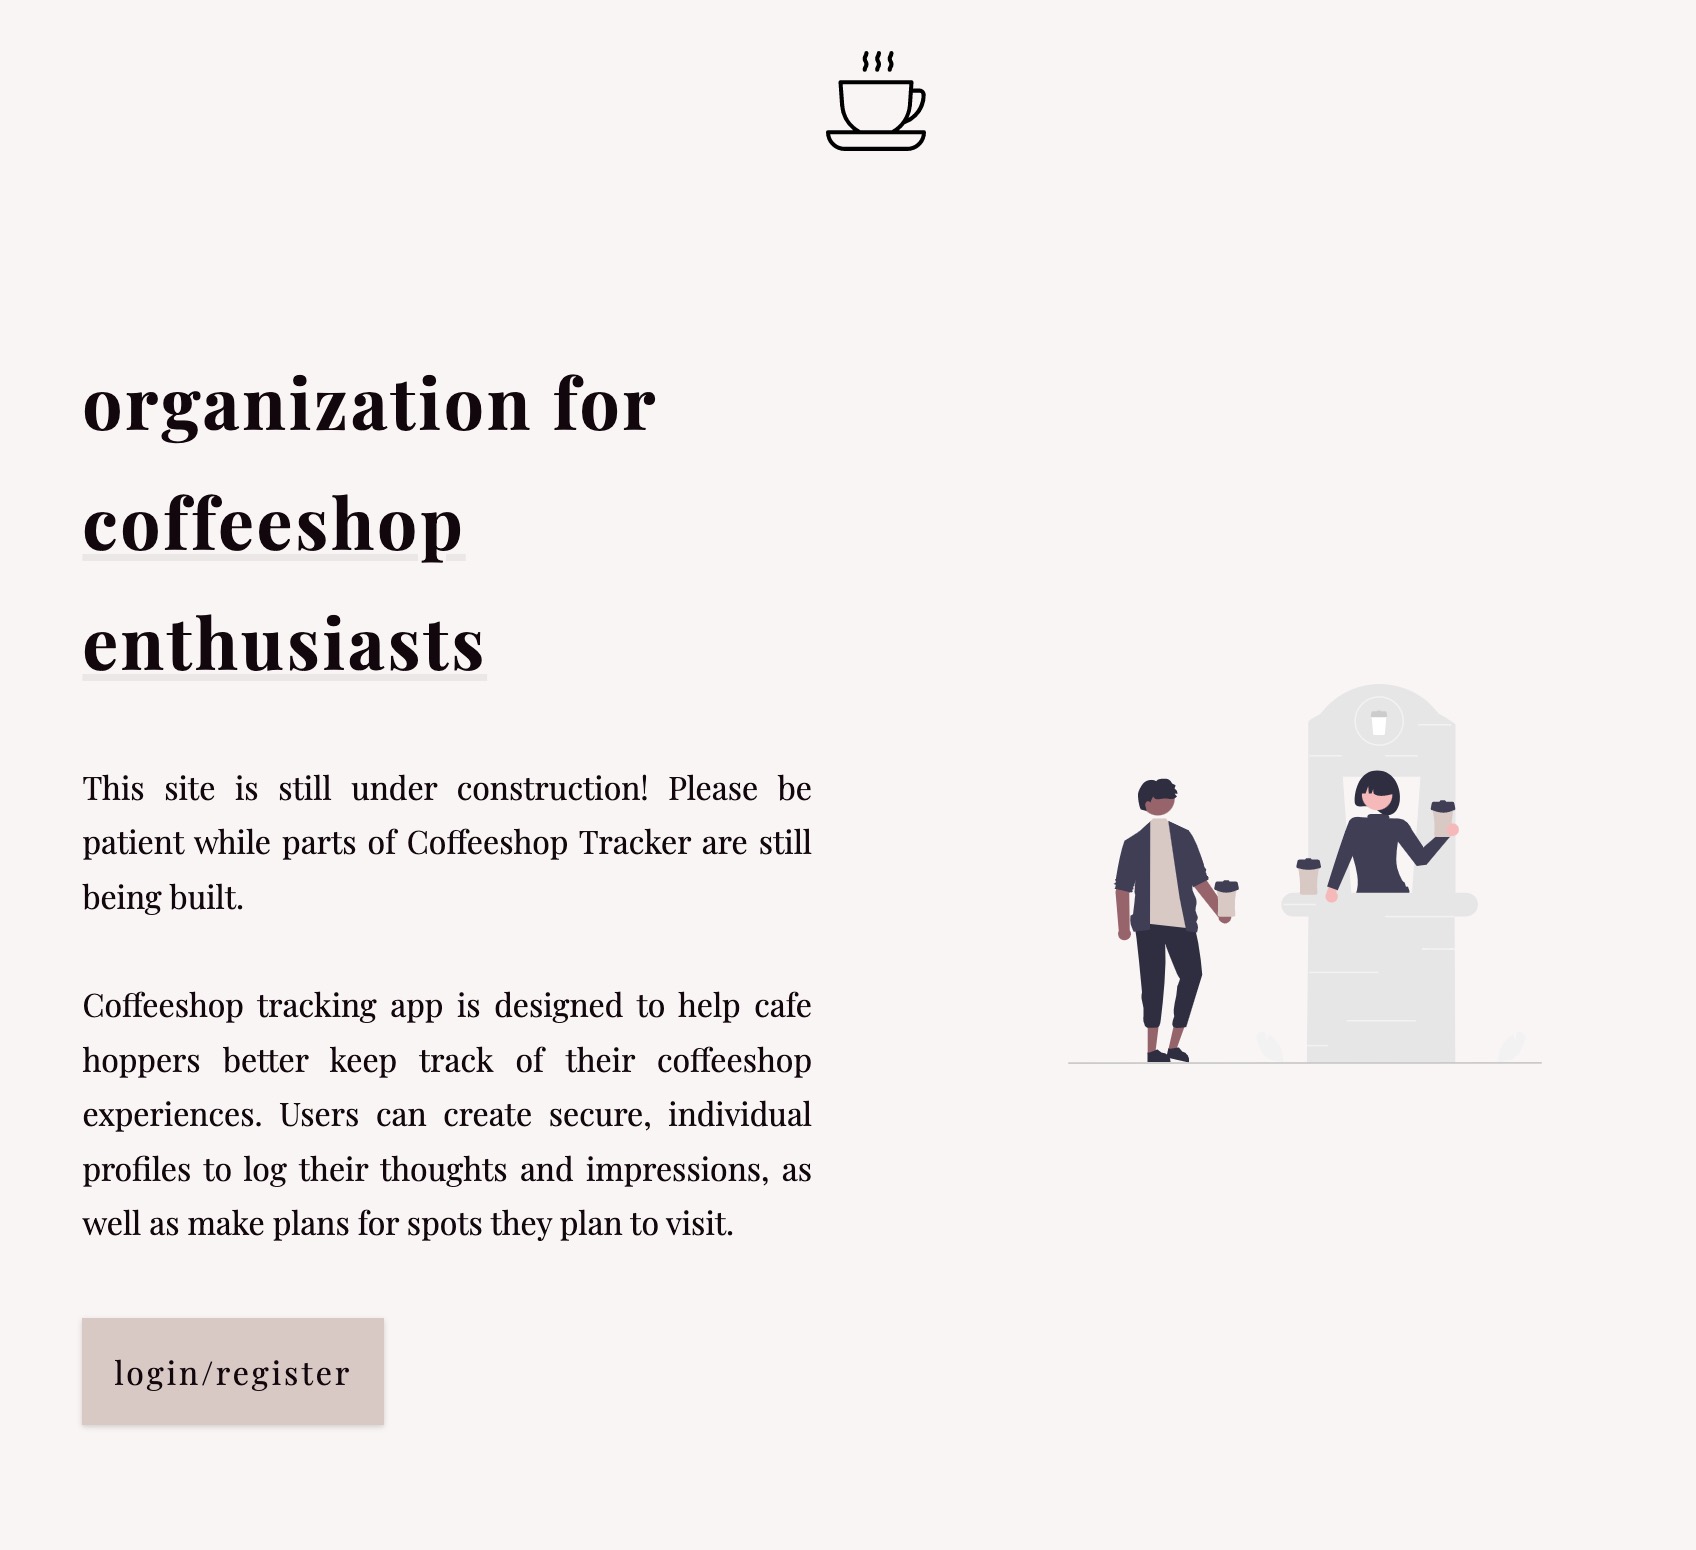 organization for
coffeeshop
enthusiasts
This site is still under construction! Please be
patient while parts of Coffeeshop Tracker are still
being built.
Coffeeshop tracking app is designed to help cafe
hoppers better keep track of their coffeeshop
experiences. Users can create secure, individual
profiles to log their thoughts and impressions, as
well as make plans for spots they plan to visit.
login/register